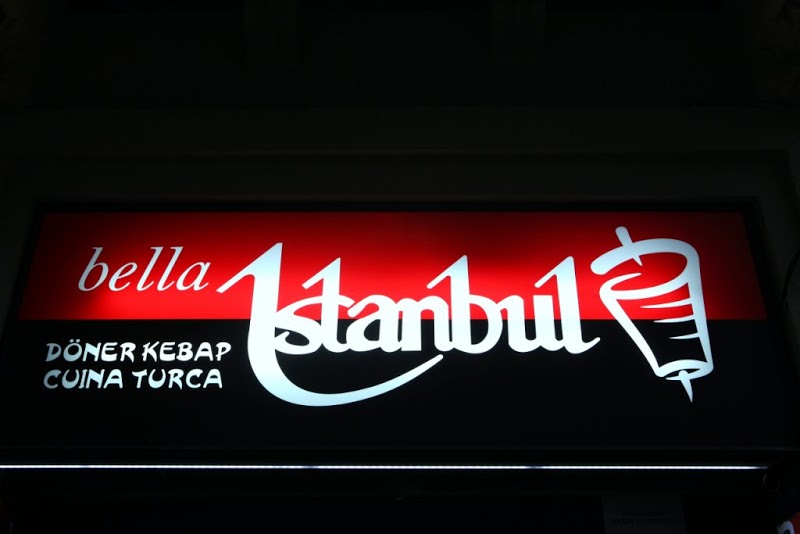 bella Istanbul
DÖNER KEBAP
CUINA TURCA